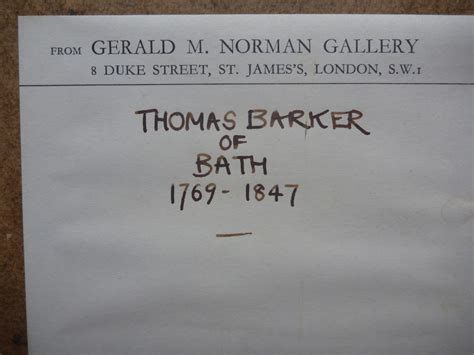 FROM GERALD M. NORMAN GALLERY
8 DUKE STREET, ST. JAMES'S, LONDON, S.W.1
THOMAS BARKER
OF
BATH
1769-1847